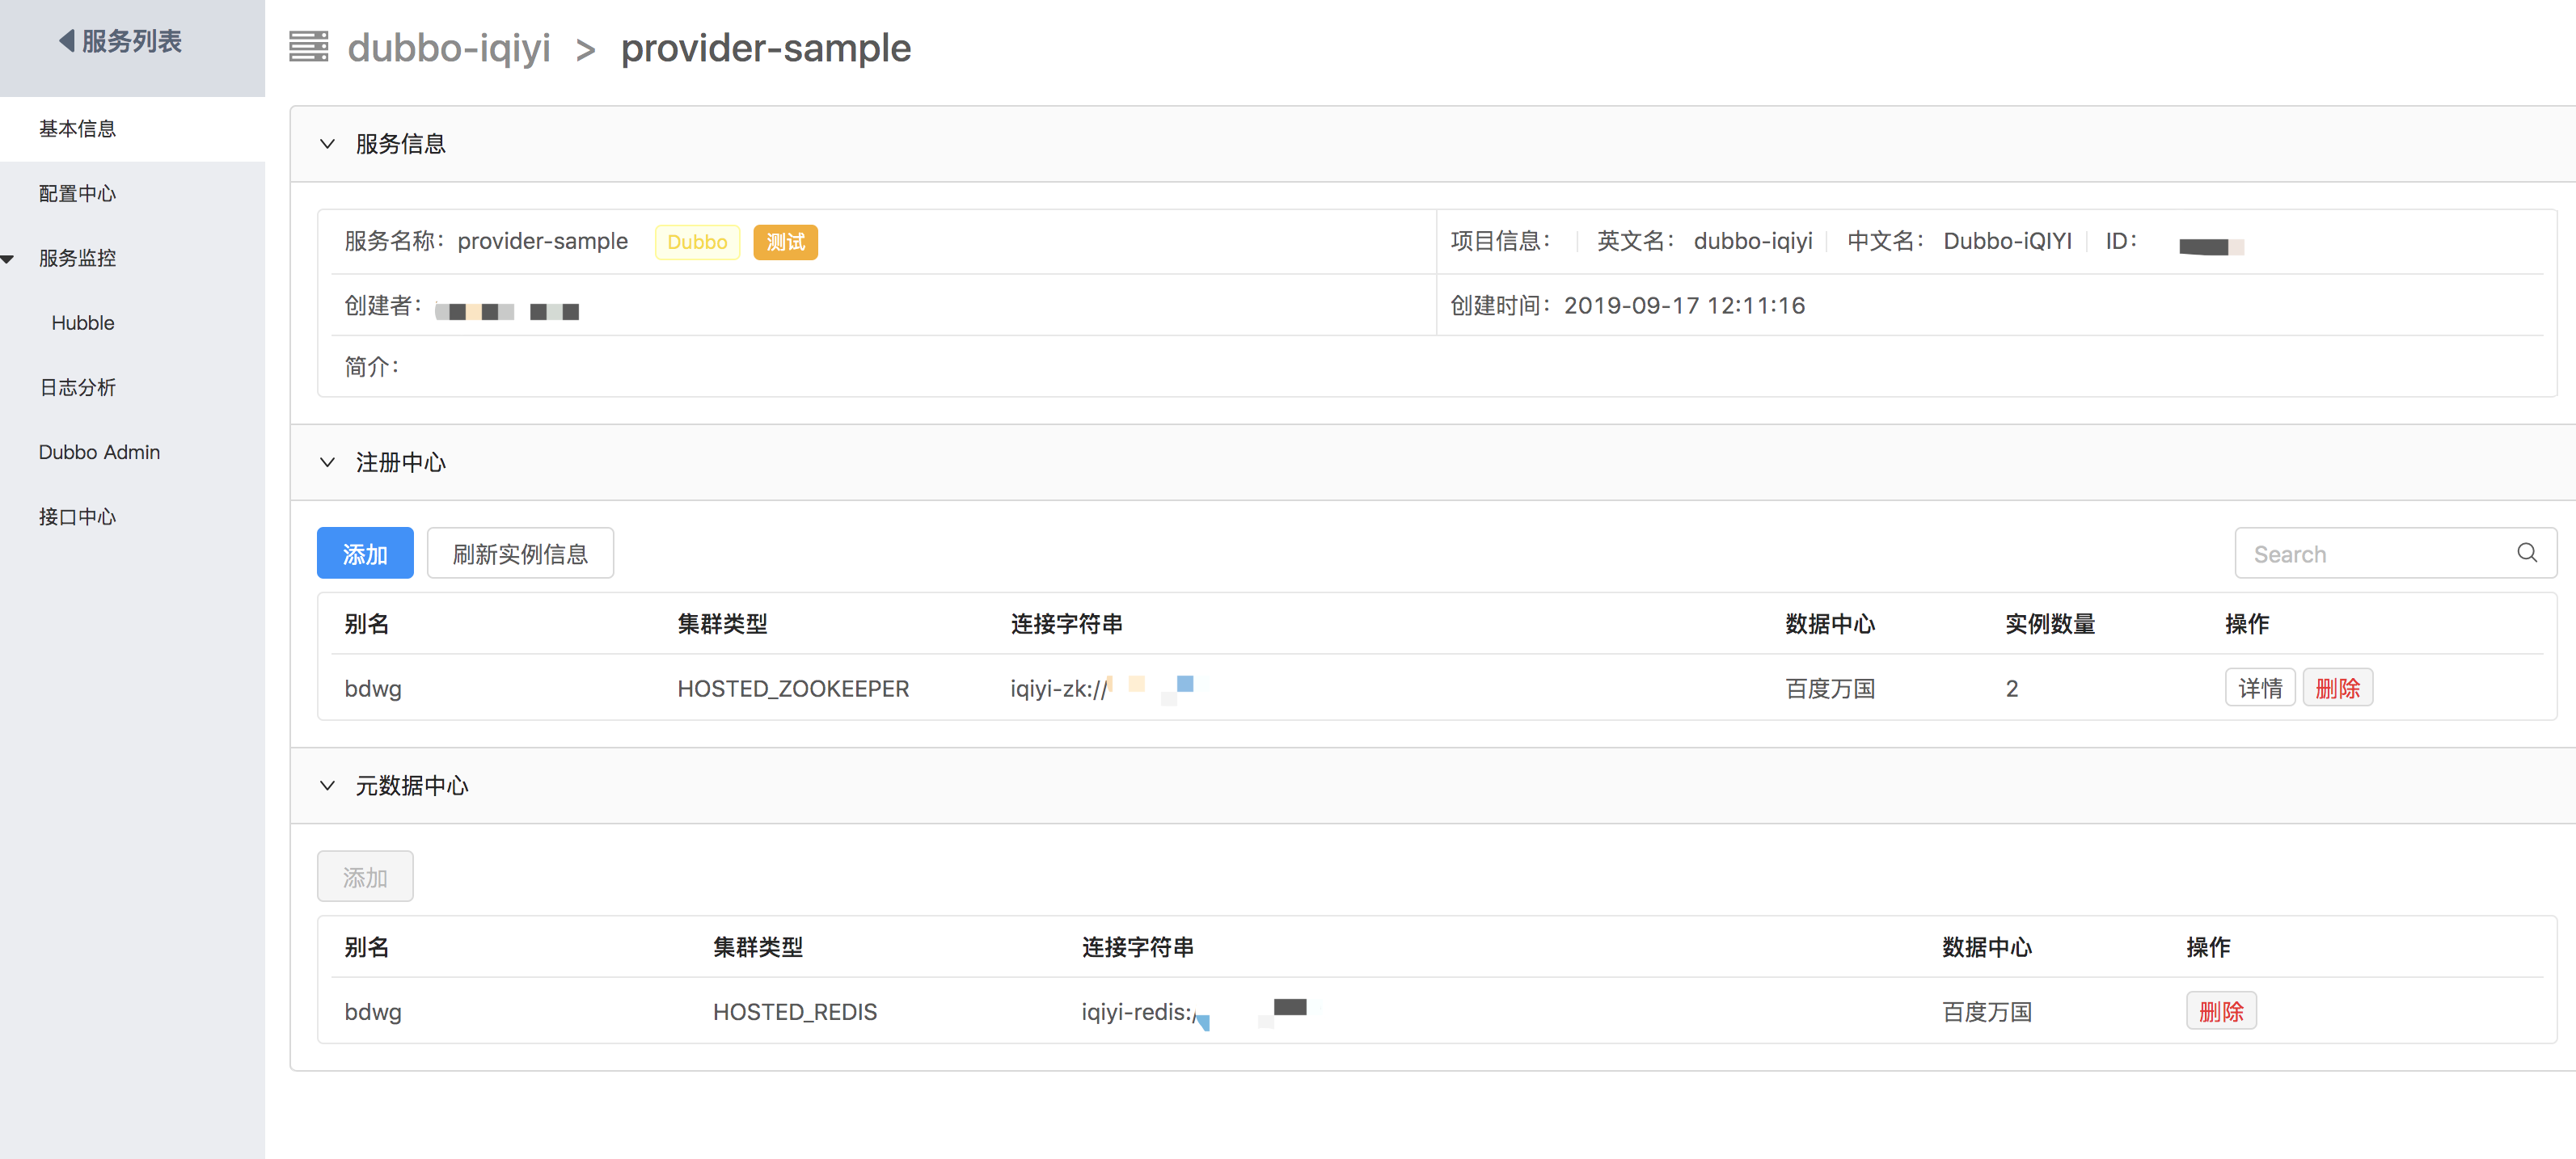 服务列表
基本信息
配置中心
服务监控
Hubble
日志分析
Dubbo Admin
接口中心
dubbo-iqiyi > provider-sample
服务信息
服务名称：provider-sample Dubbo 测试
项目信息： 英文名： dubbo-iqiyi 中文名： Dubbo-iQIYI ID：
创建者：
创建时间：2019-09-17 12:11:16
简介：
注册中心
添加 刷新实例信息 Search
别名 集群类型 连接字符串 数据中心 实例数量 操作
bdwg HOSTED_ZOOKEEPER iqiyi-zk:// 百度万国 2 详情 删除
元数据中心
添加
别名 集群类型 连接字符串 数据中心 操作
bdwg HOSTED_REDIS iqiyi-redis:/ 百度万国 删除